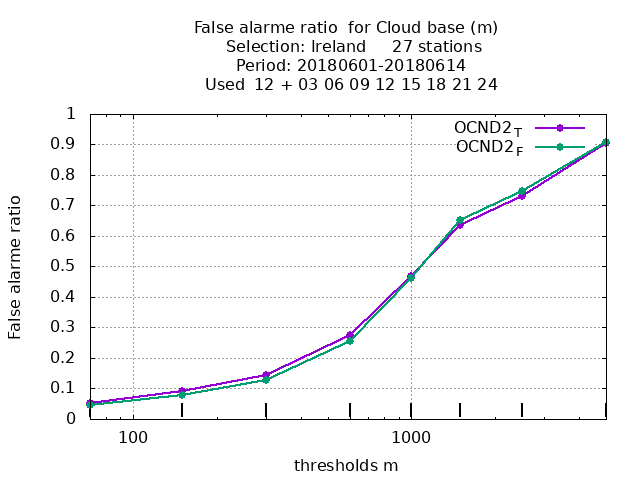 False alarme ratio  for Cloud base (m)
Selection: Ireland     27 stations
Period: 20180601-20180614
Used  12 + 03 06 09 12 15 18 21 24
OCND2T
OCND2F
1
0.9
0.8
0.7
0.6
0.5
0.4
0.3
0.2
0.1
0
False alarme ratio
100
1000
thresholds m